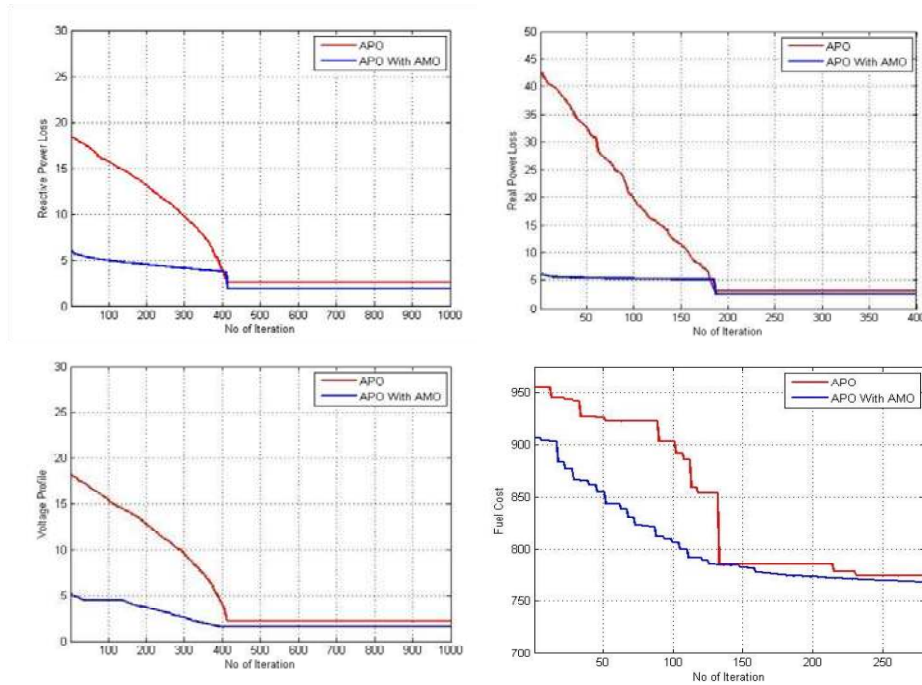 30
25
20
15
10
5
0
Reactive Power Loss
APO
APO With AMO
100 200 300 400 500 600 700 800 900 1000
No of Iteration
50
45
40
35
30
25
20
15
10
5
0
Real Power Loss
APO
APO With AMO
50 100 150 200 250 300 350 400
No of Iteration
30
25
20
15
10
5
0
Voltage Profile
APO
APO With AMO
100 200 300 400 500 600 700 800 900 1000
No of Iteration
950
900
850
800
750
700
Fuel Cost
APO
APO With AMO
50 100 150 200 250
No of Iteration